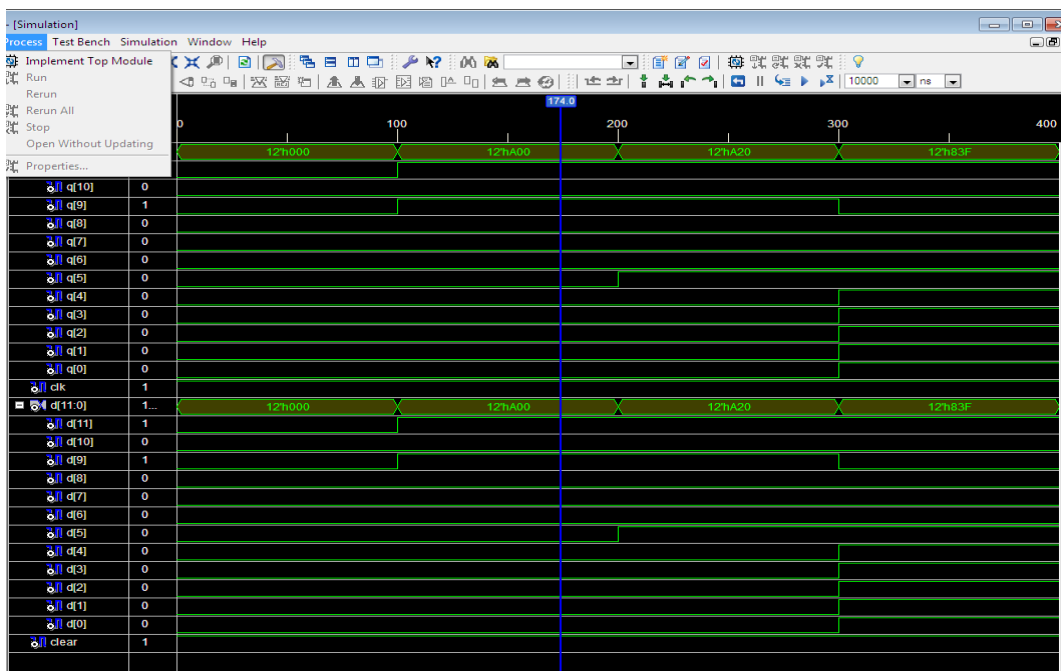 - [Simulation]
Process Test Bench Simulation Window Help
Implement Top Module
Run
Rerun
Rerun All
Stop
Open Without Updating
Properties...
10000 ns
174.0
0 100 200 300 400
12'h000 12'hA00 12'hA20 12'h83F
q[10] 0
q[9] 1
q[8] 0
q[7] 0
q[6] 0
q[5] 0
q[4] 0
q[3] 0
q[2] 0
q[1] 0
q[0] 0
clk 1
d[11:0] 1... 12'h000 12'hA00 12'hA20 12'h83F
d[11] 1
d[10] 0
d[9] 1
d[8] 0
d[7] 0
d[6] 0
d[5] 0
d[4] 0
d[3] 0
d[2] 0
d[1] 0
d[0] 0
clear 1